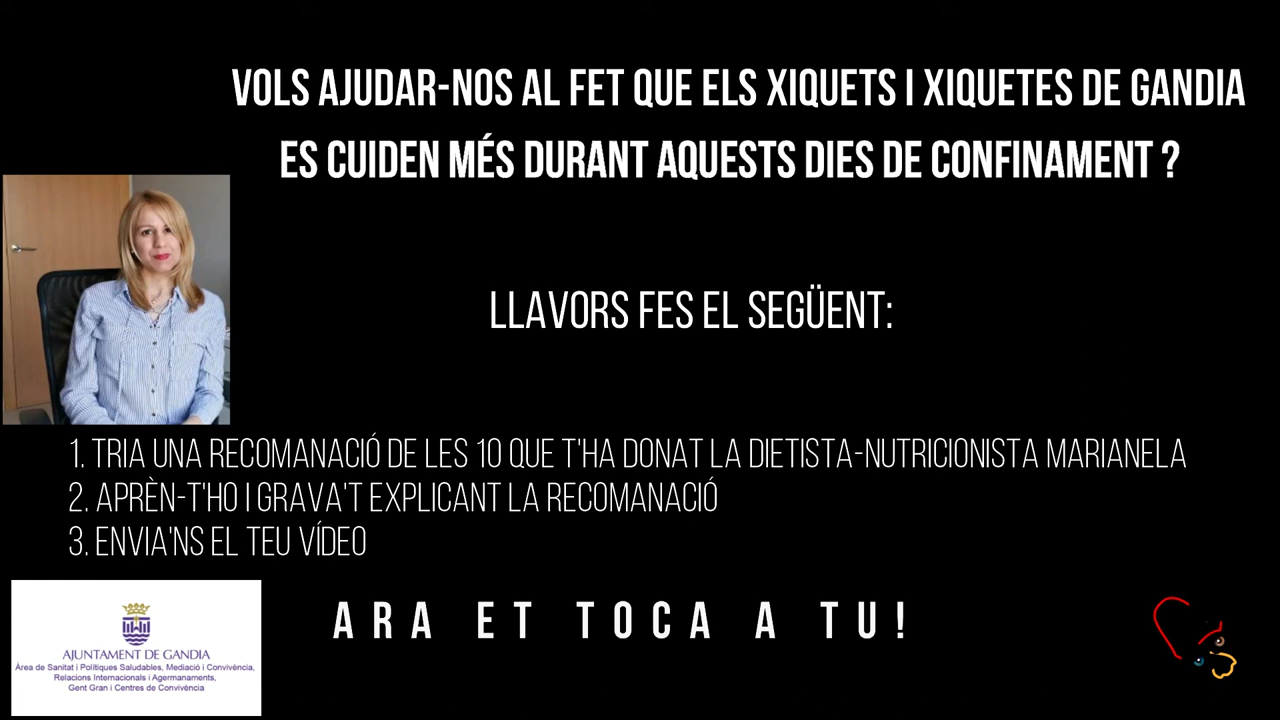 VOLS AJUDAR-NOS AL FET QUE ELS XIQUETS I XIQUETES DE GANDIA
ES CUIDEN MÉS DURANT AQUESTS DIES DE CONFINAMENT ?
LLAVORS FES EL SEGÜENT:
1. TRIA UNA RECOMANACIÓ DE LES 10 QUE T'HA DONAT LA DIETISTA-NUTRICIONISTA MARIANELA
2. APRÈN-T'HO I GRAVA'T EXPLICANT LA RECOMANACIÓ
3. ENVIA'NS EL TEU VÍDEO
ARA ET TOCA A TU!
AJUNTAMENT DE GANDIA
Àrea de Sanitat i Polítiques Saludables, Mediació i Convivència,
Relacions Internacionals i Agermanaments,
Gent Gran i Centres de Convivència